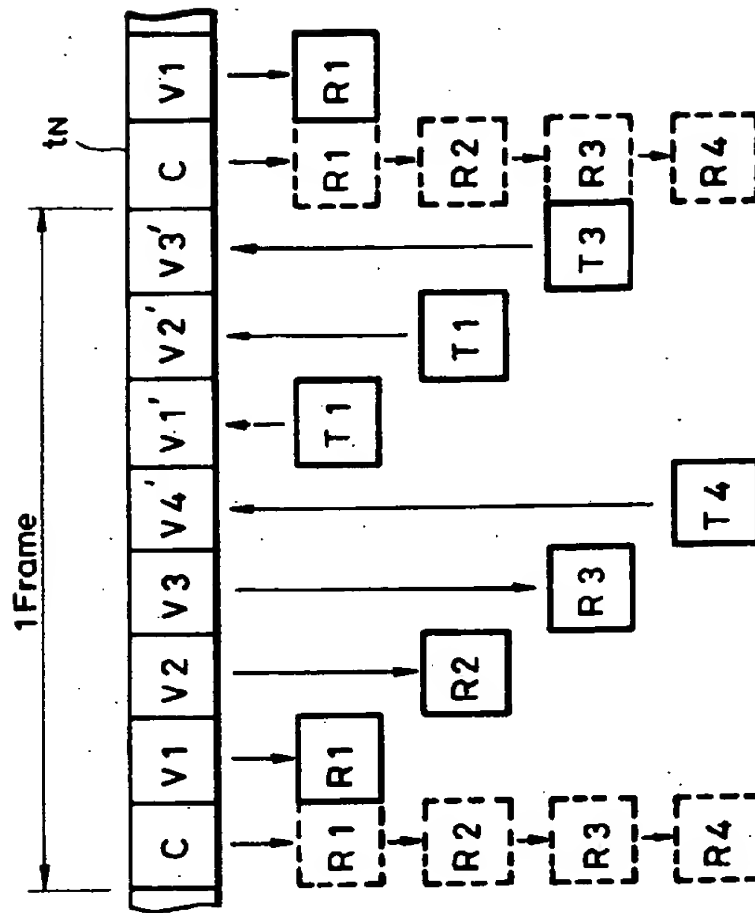 1Frame
tN
C V1 V2 V3 V4' V1' V2' V3' C V1
R1 R1 T1 R1 R1
R2 R2 T1 R2
R3 R3 T3 R3
R4 T4 R4